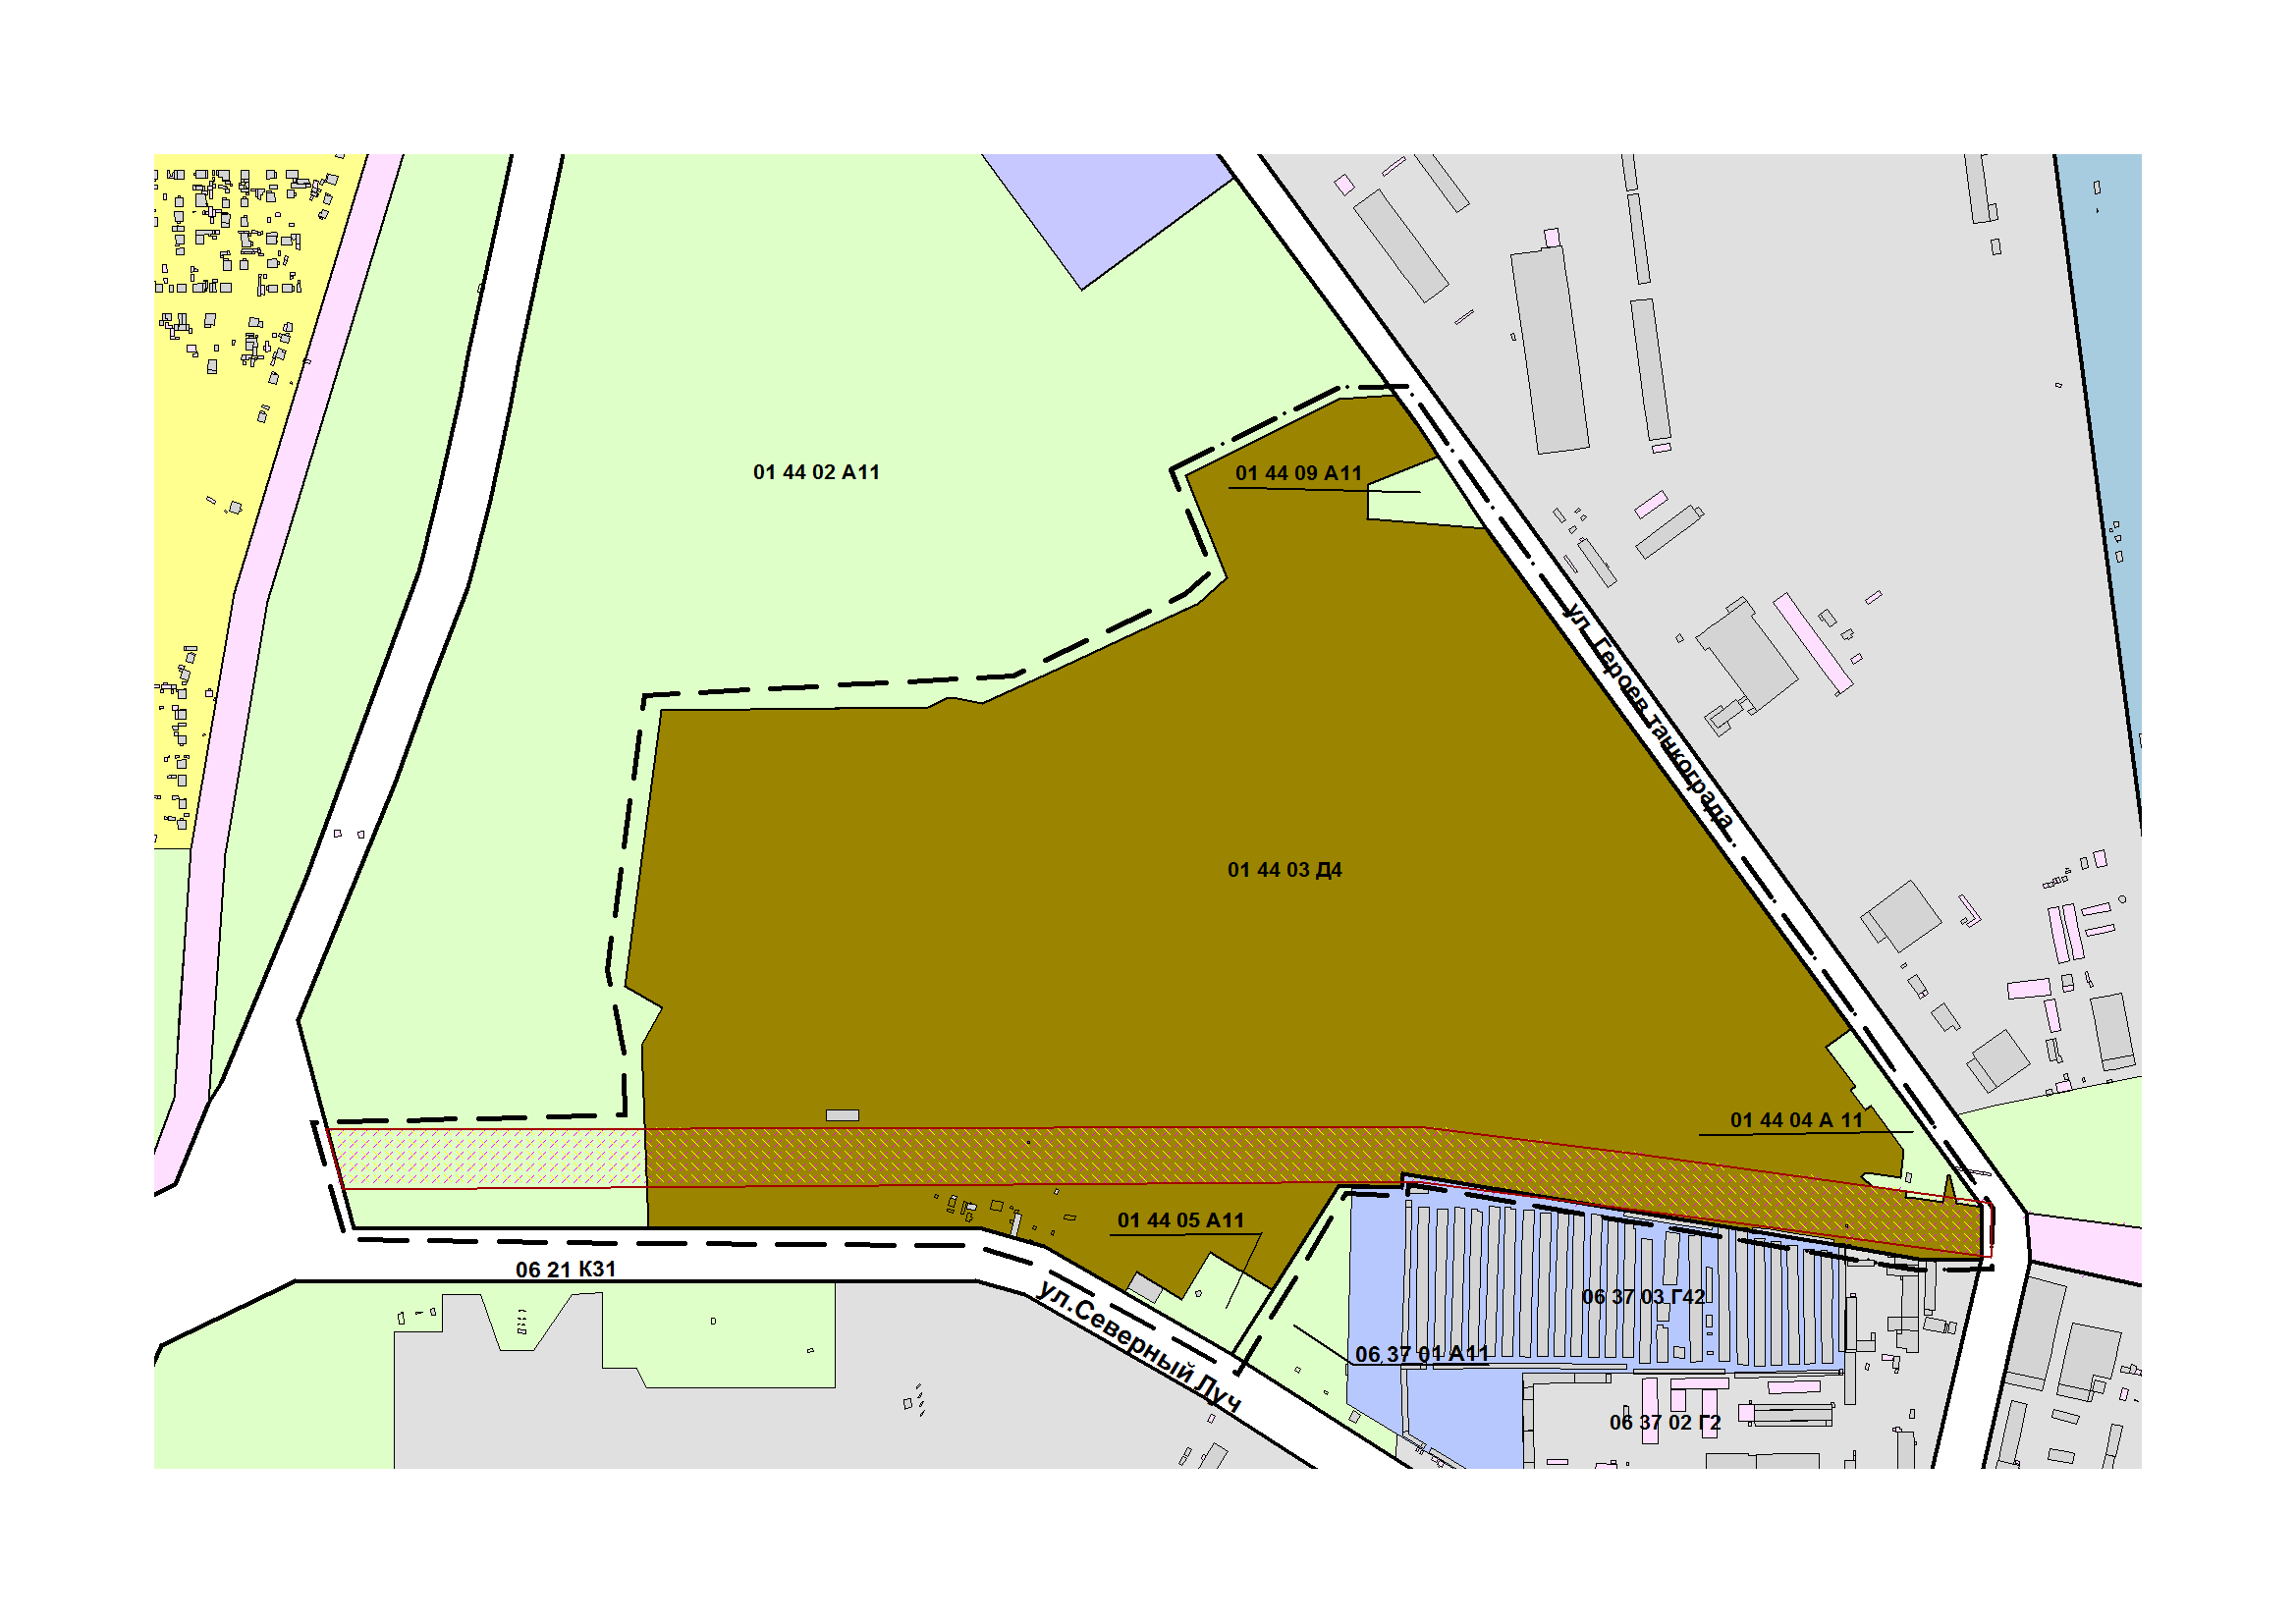 01 44 02 А11
01 44 09 А11
ул. Героев танкограда
01 44 03 Д4
01 44 04 А 11
01 44 05 А11
06 21 К31
ул.Северный Луч
06 37 03 Г42
06 37 01 А11
06 37 02 Г2